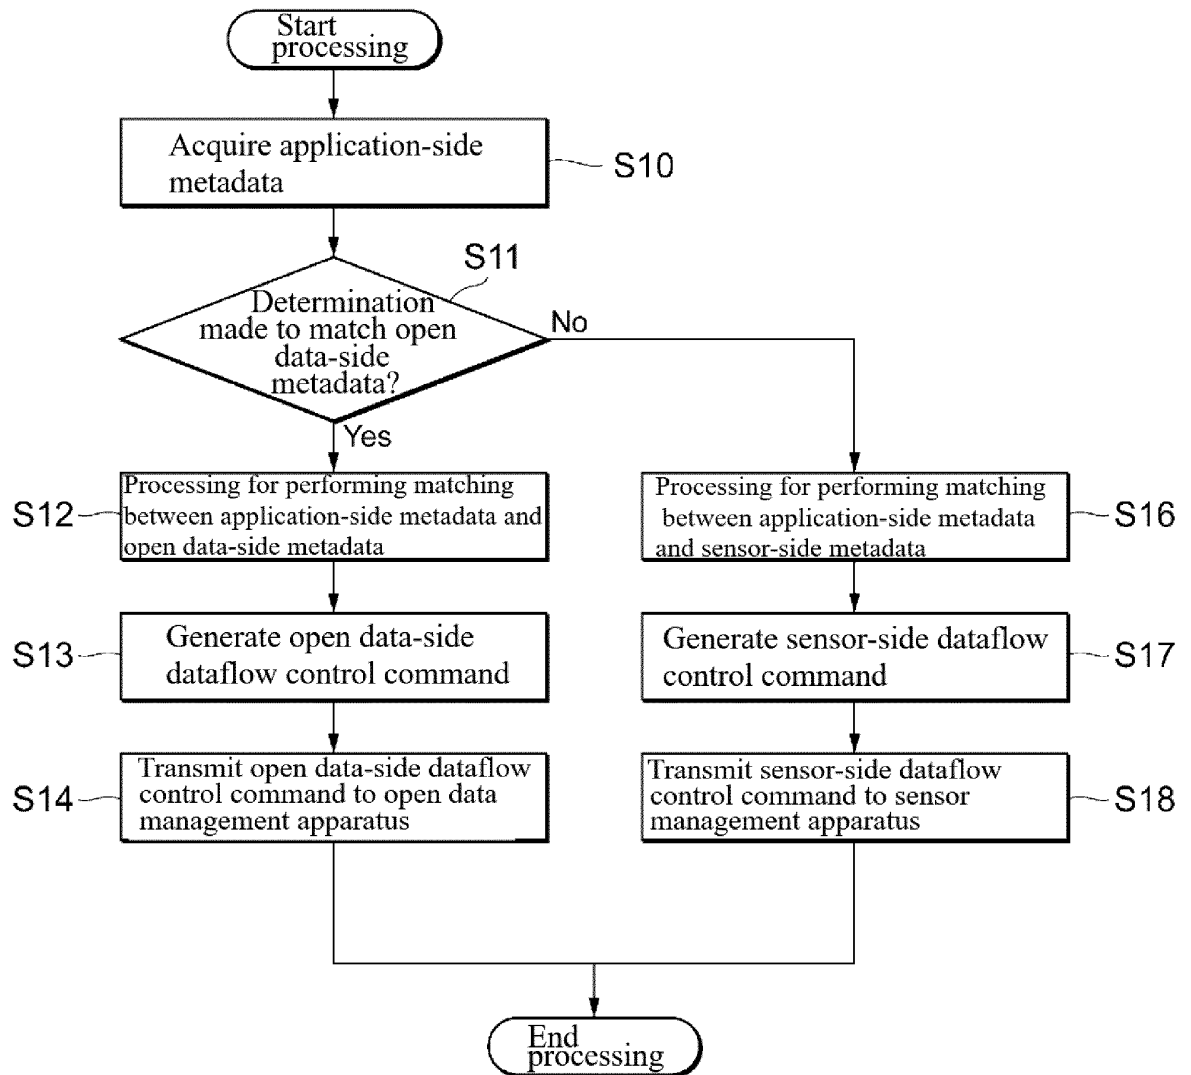 Start
processing
Acquire application-side
metadata
S10
S11
Determination
made to match open
data-side
metadata?
No
Yes
S12
Processing for performing matching
between application-side metadata and
open data-side metadata
Processing for performing matching
between application-side metadata
and sensor-side metadata
S16
S13
Generate open data-side
dataflow control command
Generate sensor-side dataflow
control command
S17
S14
Transmit open data-side dataflow
control command to open data
management apparatus
Transmit sensor-side dataflow
control command to sensor
management apparatus
S18
End
processing